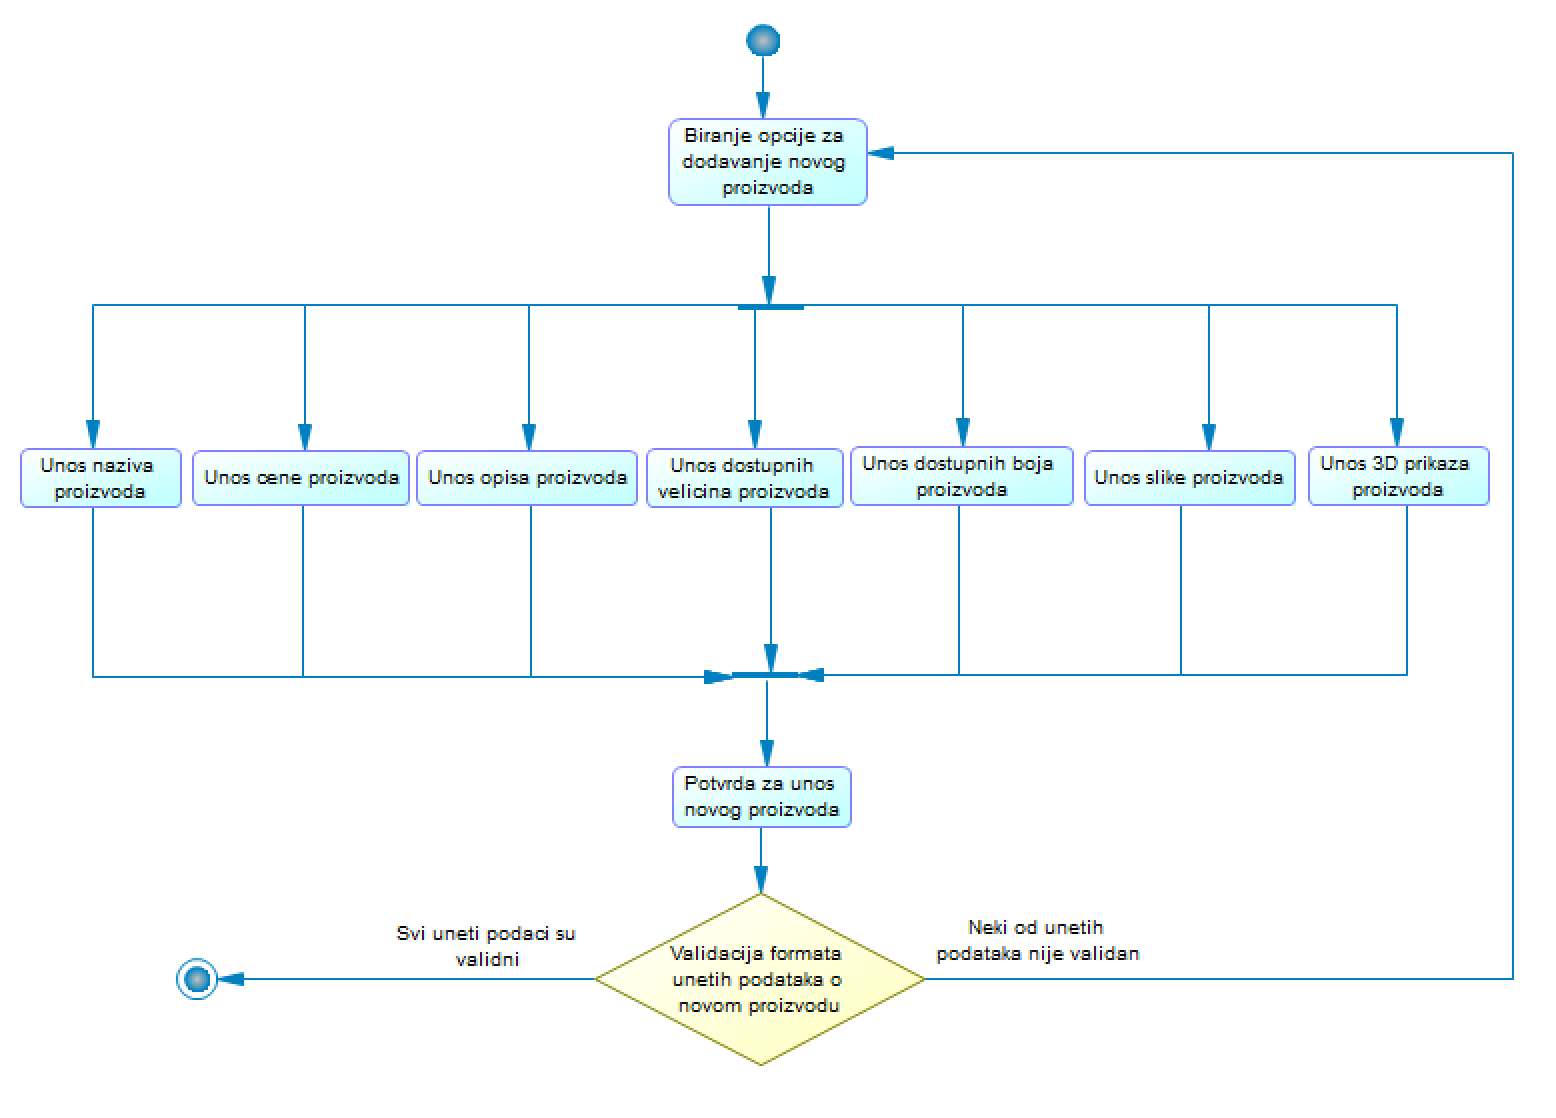 Biranje opcije za
dodavanje novog
proizvoda
Unos naziva
proizvoda
Unos cene proizvoda
Unos opisa proizvoda
Unos dostupnih
velicina proizvoda
Unos dostupnih boja
proizvoda
Unos slike proizvoda
Unos 3D prikaza
proizvoda
Potvrda za unos
novog proizvoda
Svi uneti podaci su
validni
Validacija formata
unetih podataka o
novom proizvodu
Neki od unetih
podataka nije validan